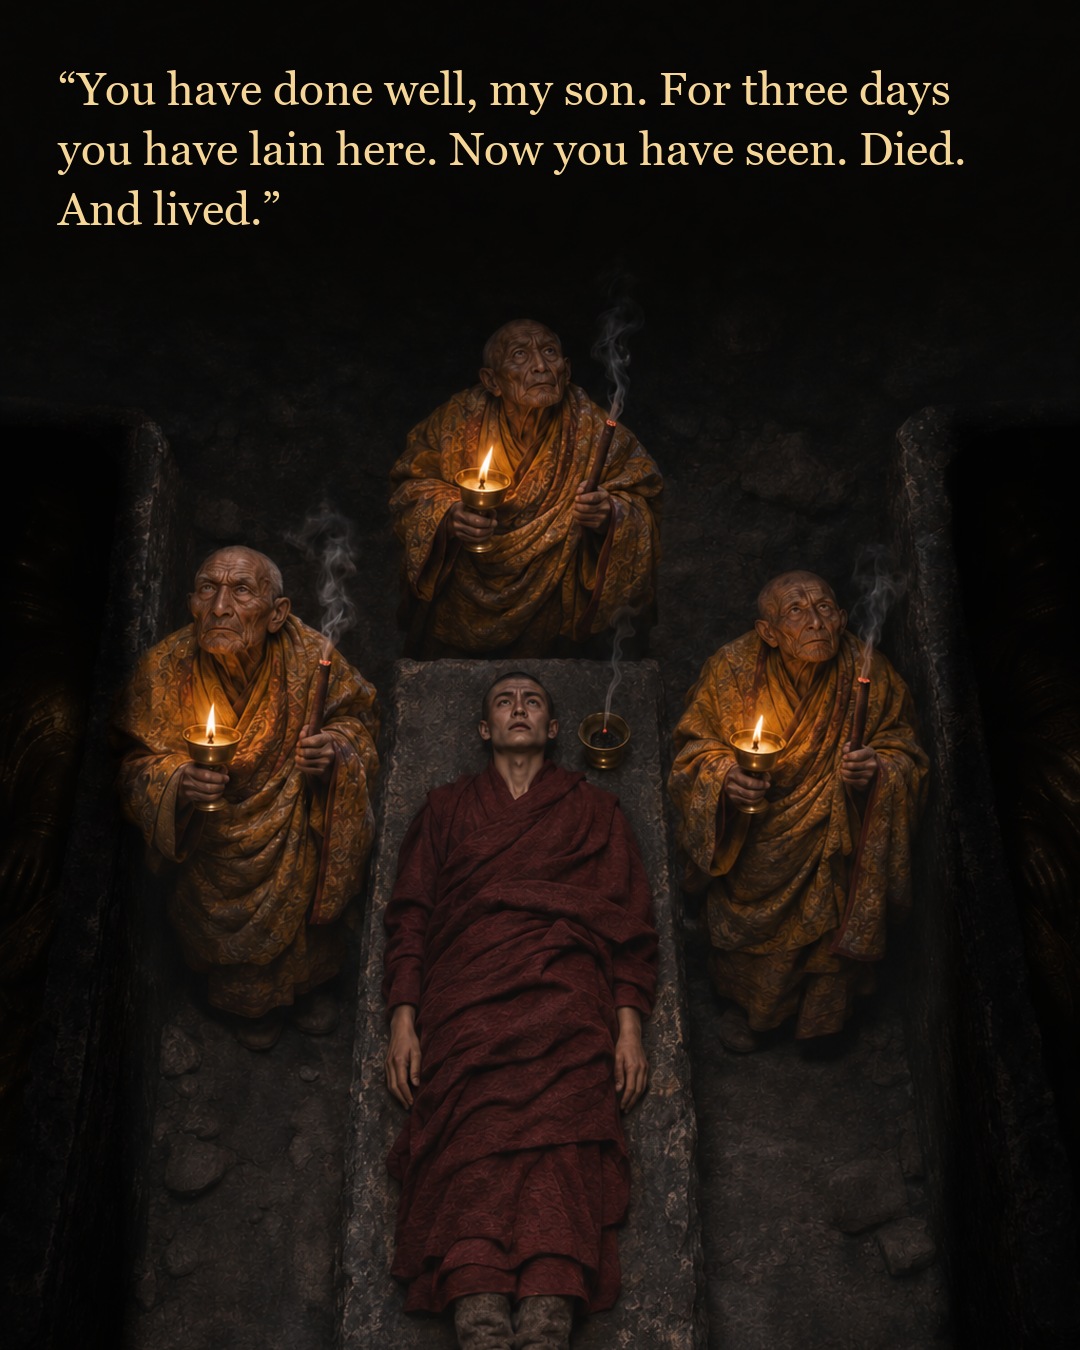 “You have done well, my son. For three days
you have lain here. Now you have seen. Died.
And lived.”